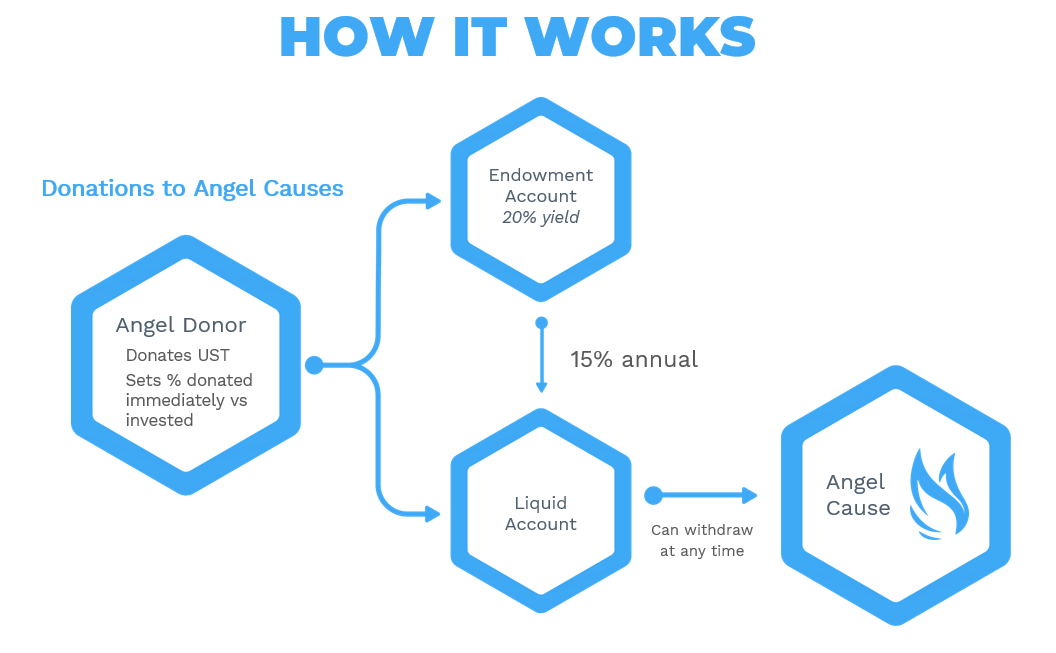 HOW IT WORKS
Donations to Angel Causes
Angel Donor
Donates UST
Sets % donated
immediately vs
invested
Endowment
Account
20% yield
15% annual
Liquid
Account
Can withdraw
at any time
Angel
Cause